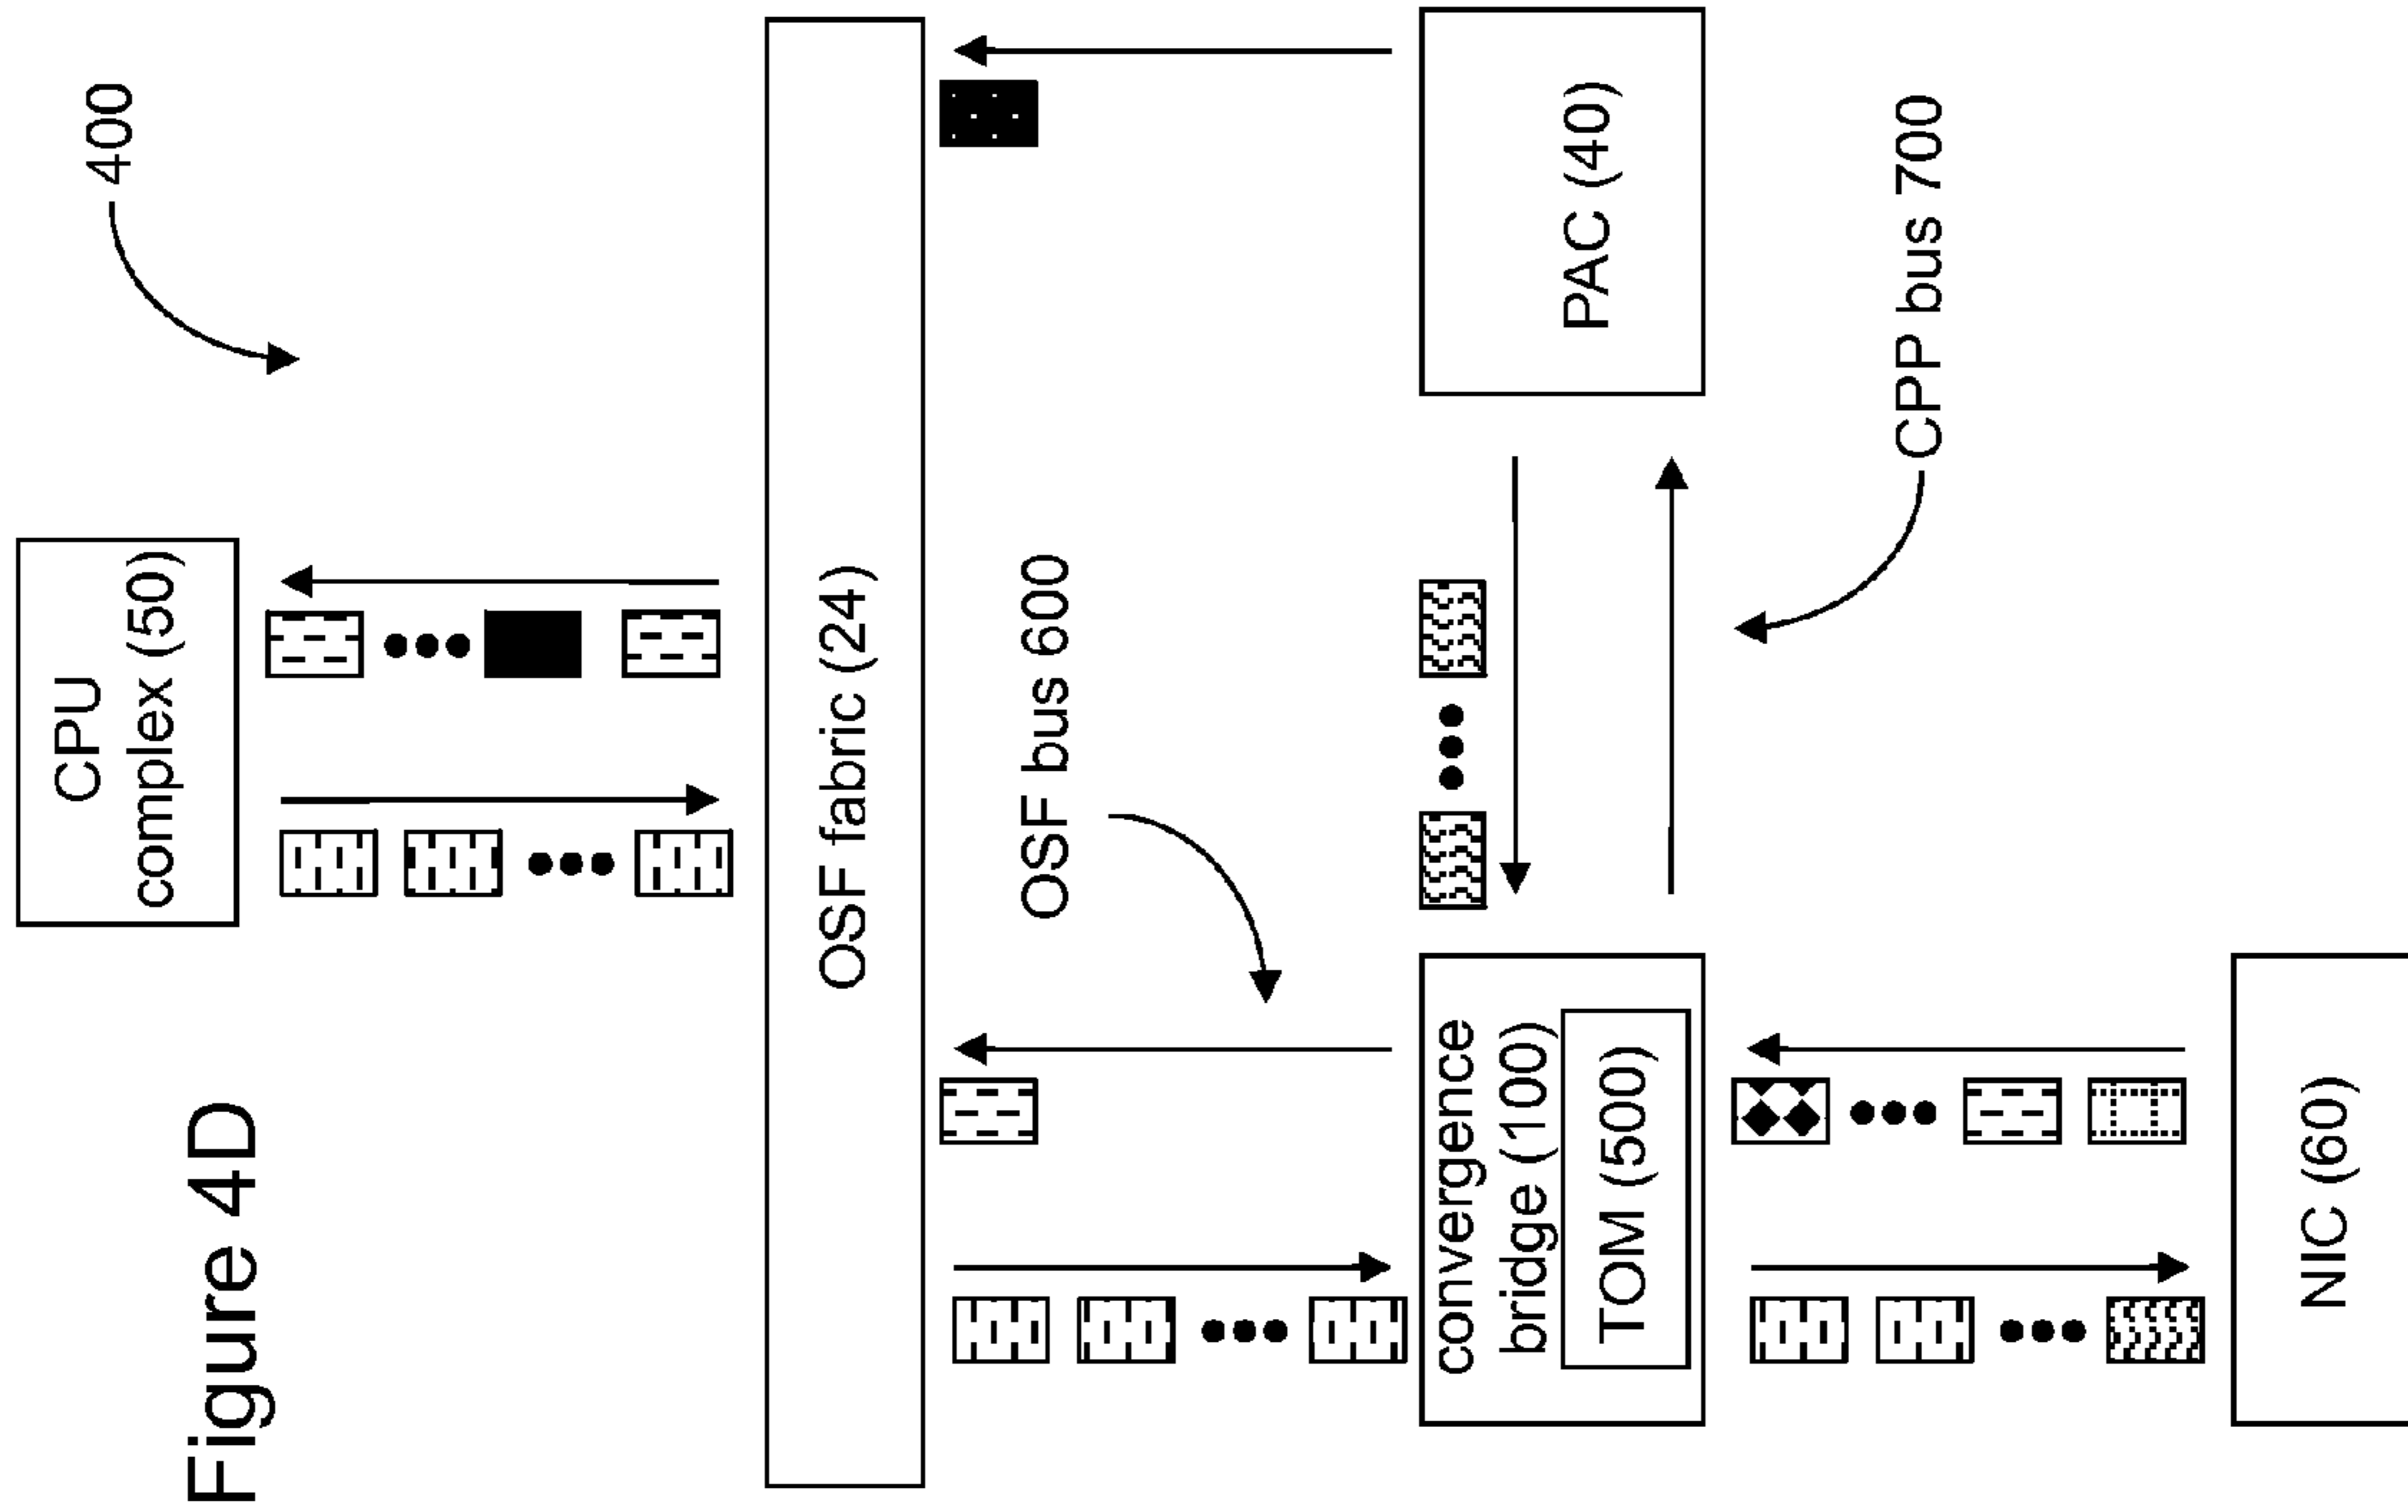 Figure 4D
400
CPU
complex (50)
OSF fabric (24)
OSF bus 600
convergence
bridge (100)
TOM (500)
PAC (40)
CPP bus 700
NIC (60)